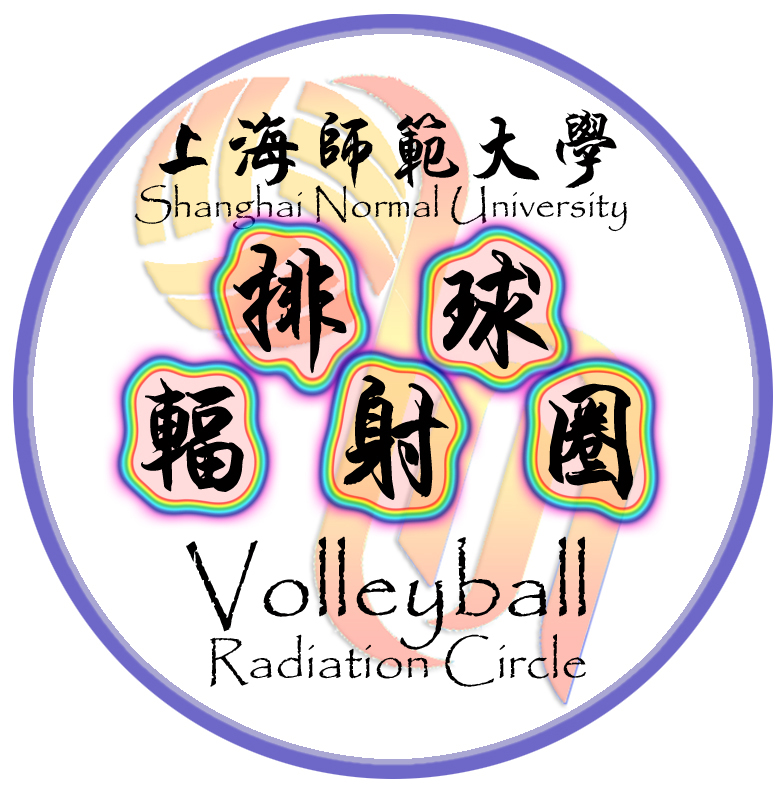 上海師範大學
Shanghai Normal University
排球
輻射圈
Volleyball
Radiation Circle